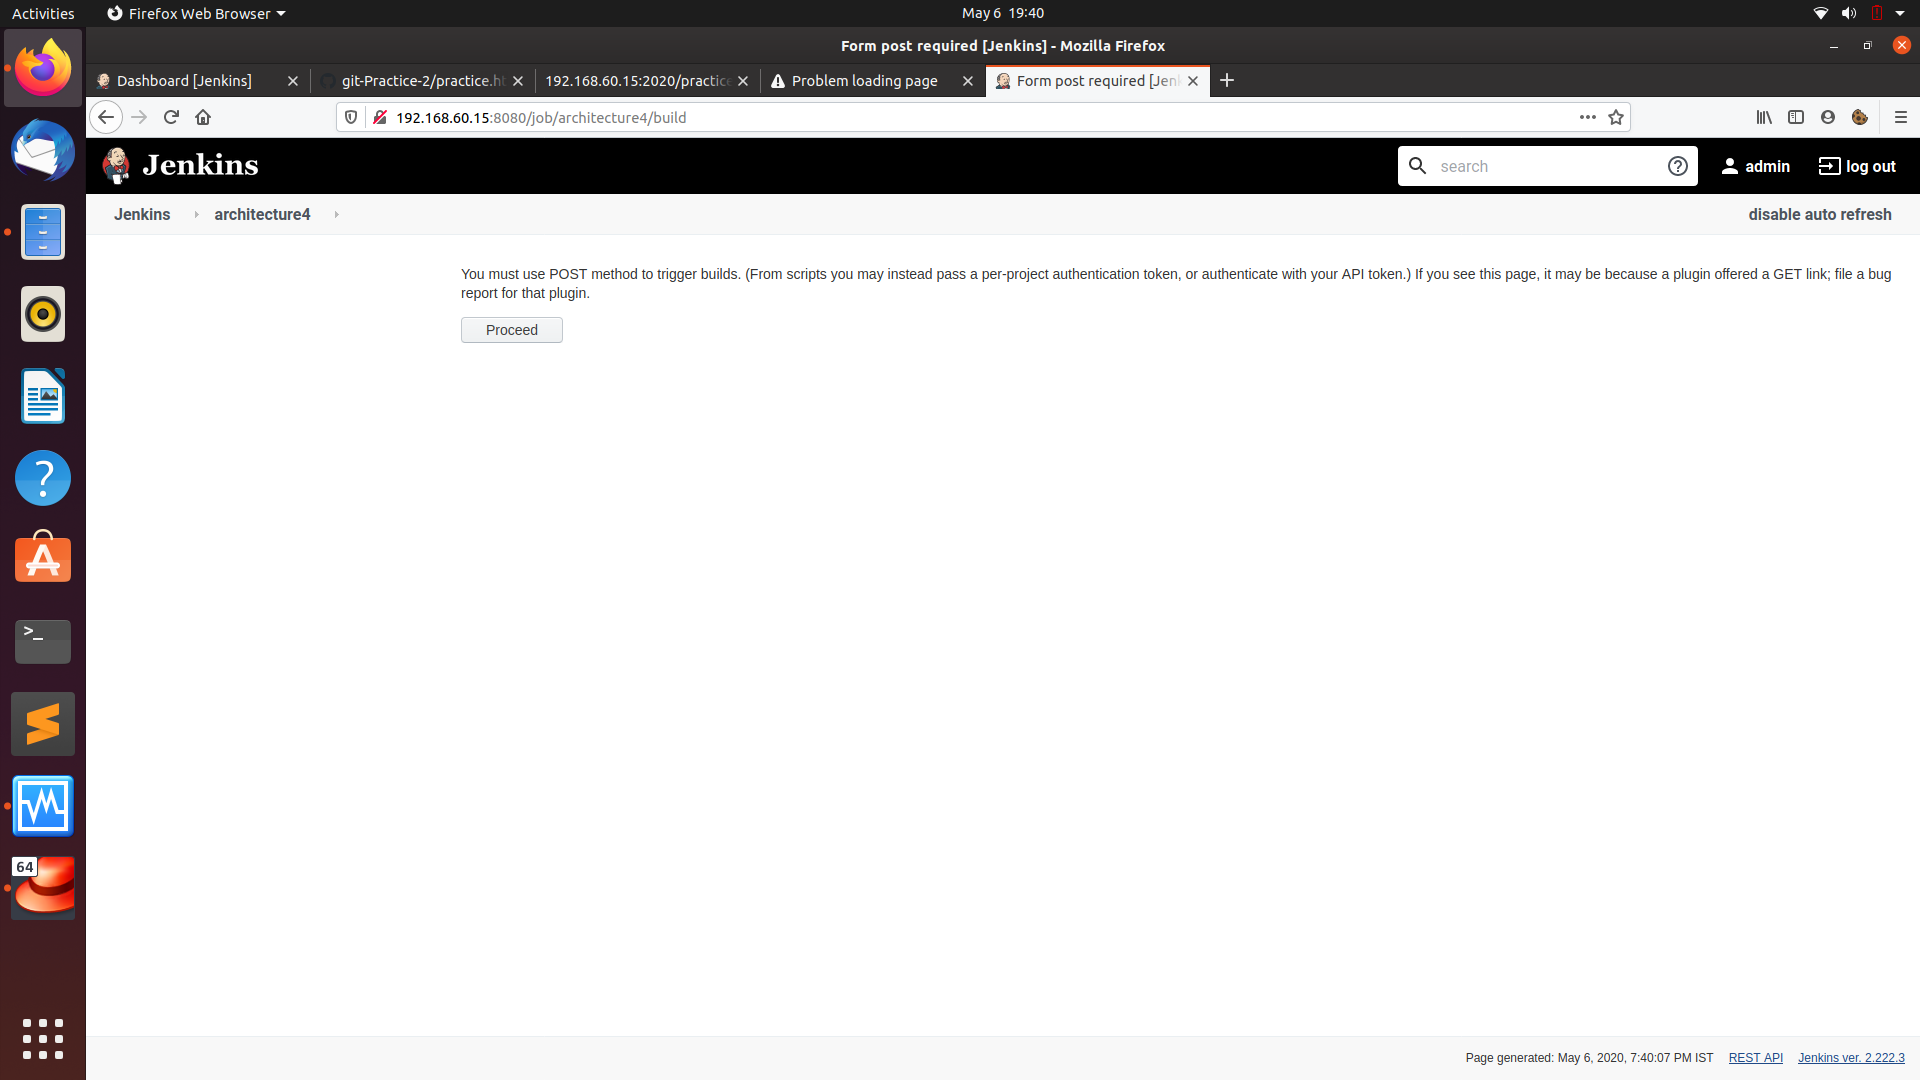 Activities
Firefox Web Browser
May 6 19:40
Form post required [Jenkins] - Mozilla Firefox
Dashboard [Jenkins]
git-Practice-2/practice.h
192.168.60.15:2020/practice
Problem loading page
Form post required [Jen
192.168.60.15:8080/job/architecture4/build
Jenkins
search
admin
log out
Jenkins
architecture4
disable auto refresh
You must use POST method to trigger builds. (From scripts you may instead pass a per-project authentication token, or authenticate with your API token.) If you see this page, it may be because a plugin offered a GET link; file a bug
report for that plugin.
Proceed
64
Page generated: May 6, 2020, 7:40:07 PM IST
REST API
Jenkins ver. 2.222.3